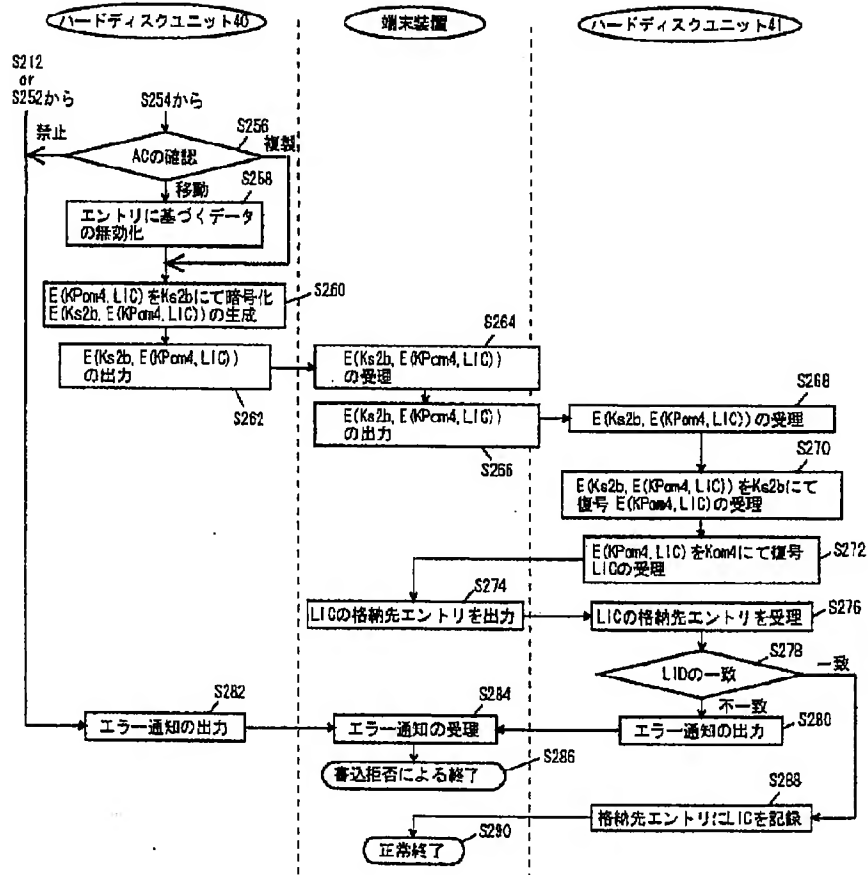 ハードディスクユニット40
端末装置
ハードディスクユニット41
S212
or
S252から
S254から
S256
禁止
ACの確認
複製
移動
S258
エントリに基づくデータ
の無効化
E(KPom4, LIC)をKs2bにて暗号化
E(Ks2b, E(KPom4, LIC))の生成
S260
E(Ks2b, E(KPom4, LIC))
の出力
S262
S264
E(Ks2b, E(KPom4, LIC))
の受理
E(Ks2b, E(KPom4, LIC))
の出力
S266
S268
E(Ks2b, E(KPom4, LIC))の受理
S270
E(Ks2b, E(KPom4, LIC))をKs2bにて
復号 E(KPom4, LIC)の受理
E(KPom4, LIC)をKom4にて復号
LICの受理
S272
S274
LICの格納先エントリを出力
S276
LICの格納先エントリを受理
S278
LIDの一致
一致
不一致
S282
エラー通知の出力
S284
エラー通知の受理
エラー通知の出力
S280
書込拒否による終了
S286
S288
格納先エントリにLICを記録
S290
正常終了